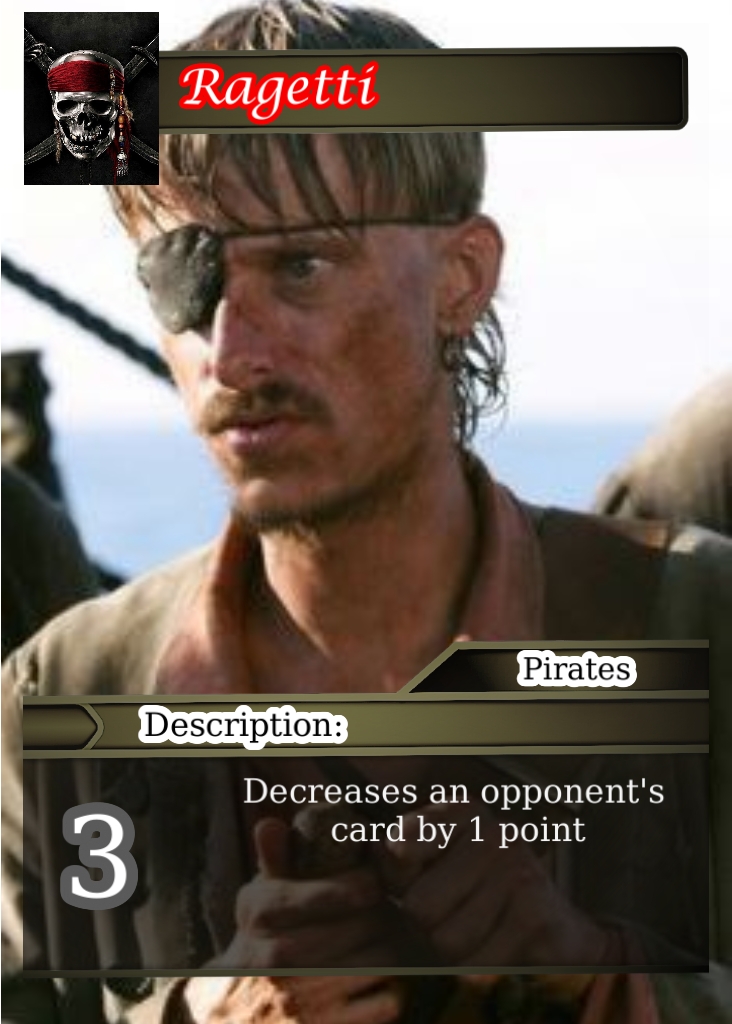 Ragetti
Pirates
Description:
Decreases an opponent's
card by 1 point
3